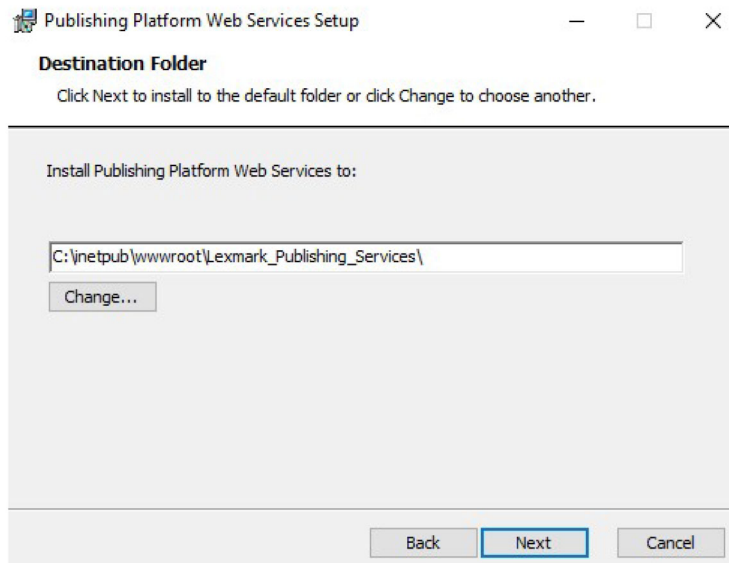 Publishing Platform Web Services Setup
Destination Folder
Click Next to install to the default folder or click Change to choose another.
Install Publishing Platform Web Services to:
C:\inetpub\wwwroot\Lexmark_Publishing_Services\
Change...
Back Next Cancel